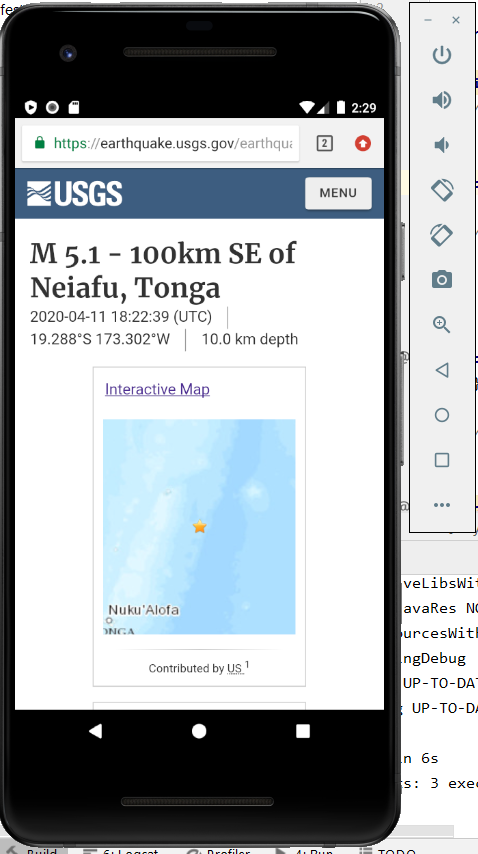 2:29
https://earthquake.usgs.gov/earthqua
2
USGS
MENU
M 5.1 - 100km SE of
Neiafu, Tonga
2020-04-11 18:22:39 (UTC)
19.288°S 173.302°W
10.0 km depth
Interactive Map
Nuku'Alofa
ONGA
Contributed by US 1
aveLibsWit
avaRes NO
ourcesWith
ngDebug
UP-TO-DA
UP-TO-DA
n 6s
s: 3 exec
Build
6: Logcat
Profiler
4: Run
TODO